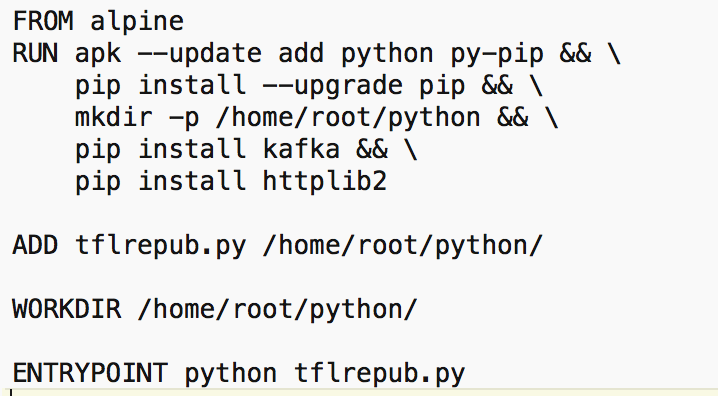 FROM alpine
RUN apk --update add python py-pip && \
    pip install --upgrade pip && \
    mkdir -p /home/root/python && \
    pip install kafka && \
    pip install httplib2

ADD tflrepub.py /home/root/python/

WORKDIR /home/root/python/

ENTRYPOINT python tflrepub.py